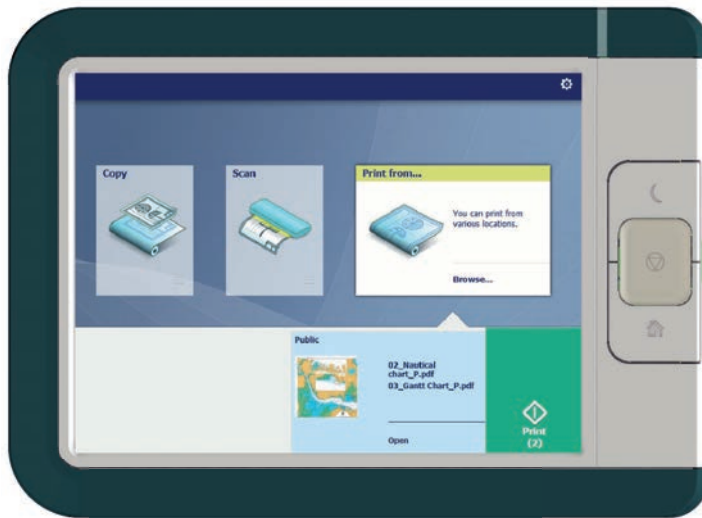 Copy
Scan
Print from...
You can print from
various locations.
Browse...
Public
02_Nautical
chart_P.pdf
03_Gantt Chart_P.pdf
Open
Print
(2)